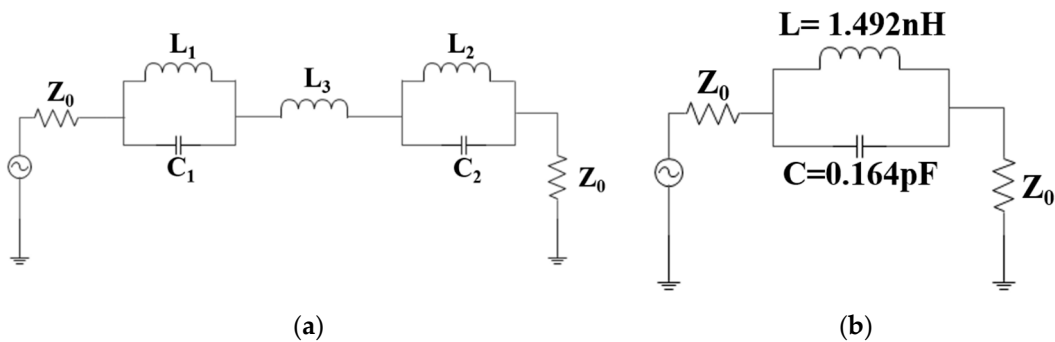 L₁
L₂
L₃
Z₀
C₁
C₂
Z₀
(a)
L= 1.492nH
Z₀
C=0.164pF
Z₀
(b)